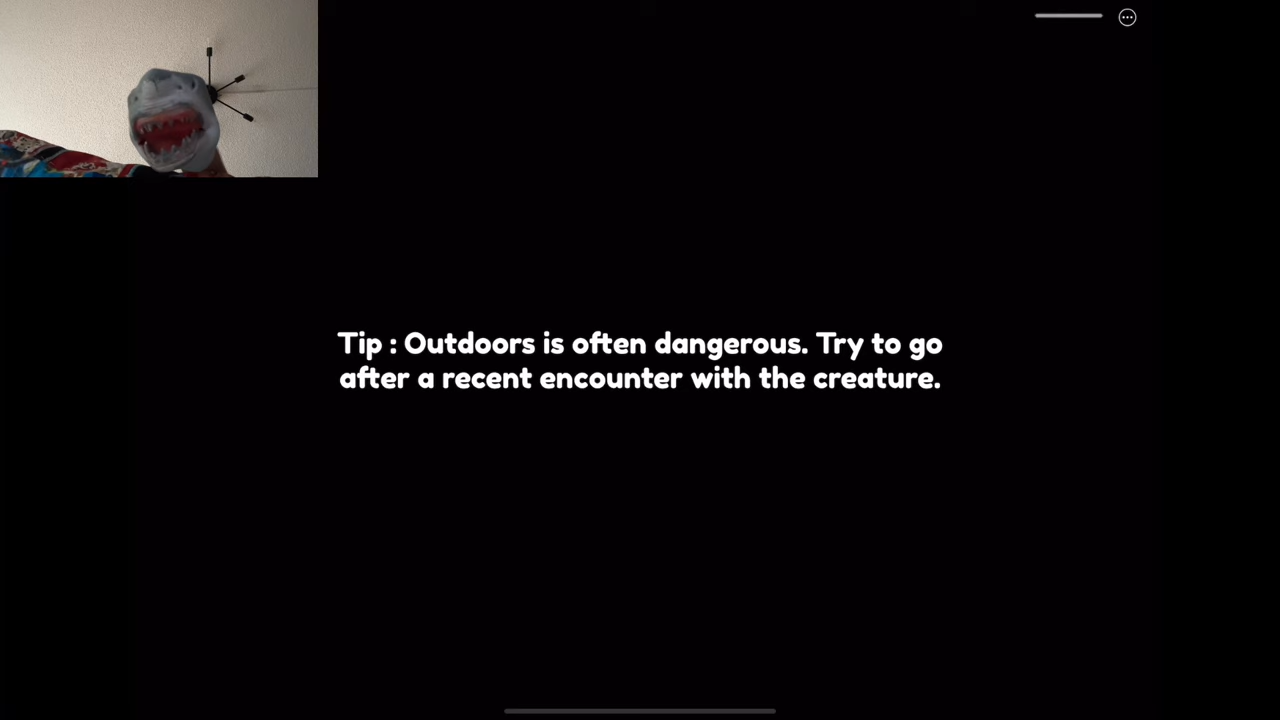 Tip : Outdoors is often dangerous. Try to go
after a recent encounter with the creature.